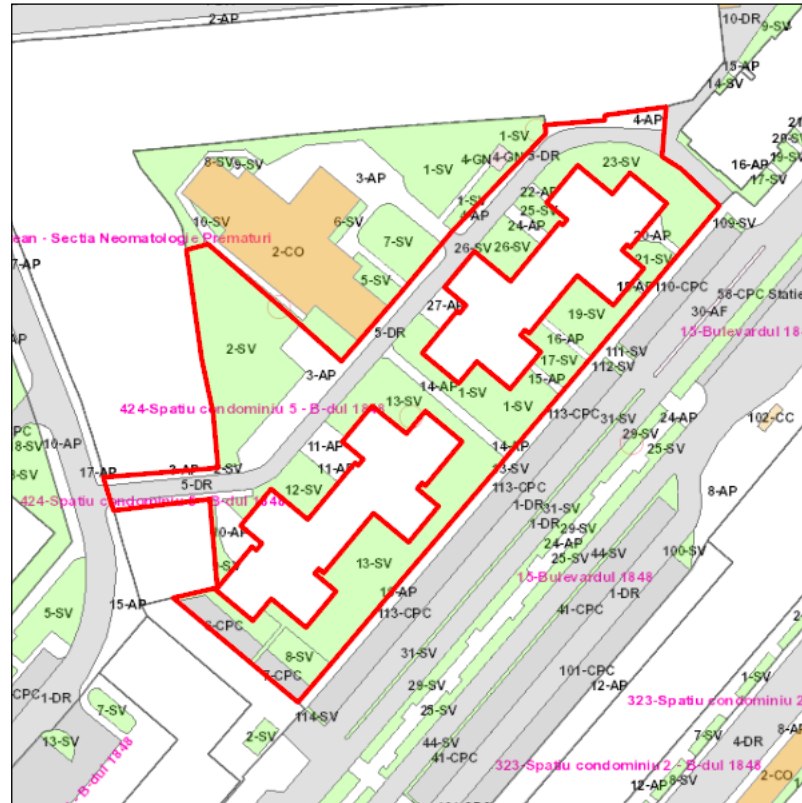 2-AP
10-DR
9-SV
15-AP
14-SV
4-AP
1-SV
20-SV
19-SV
16-AP
17-SV
8-SV
9-SV
4-GN
4-GN
5-DR
23-SV
3-AP
1-SV
22-AP
25-SV
1-SV
4-AP
24-AP
10-SV
6-SV
109-SV
ean - Sectia Neomatologie Prematuri
2-CO
7-SV
26-SV
26-SV
20-AP
21-SV
7-AP
5-SV
110-CPC
58-CPC Statie
27-AP
19-SV
30-AF
5-DR
15-Bulevardul 184
16-AP
111-SV
2-SV
17-SV
112-SV
3-AP
15-AP
14-AP
13-SV
1-SV
1-SV
424-Spatiu condominiu 5 - B-dul 1848
113-CPC
31-SV
24-AP
102-CC
29-SV
25-SV
10-AP
11-AP
14-AP
8-SV
11-AP
17-AP
3-AP
2-SV
13-SV
5-DR
12-SV
113-CPC
8-AP
424-Spatiu condominiu 5 - B-dul 1848
1-DR
31-SV
1-DR
29-SV
10-AP
24-AP
25-SV
44-SV
100-SV
13-SV
15-Bulevardul 1848
1-DR
15-AP
113-CPC
41-CPC
5-SV
8-SV
31-SV
101-CPC
7-CPC
12-AP
29-SV
1-SV
1-DR
7-SV
25-SV
323-Spatiu condominiu 2
114-SV
7-SV
8-AP
13-SV
2-SV
44-SV
4-DR
41-CPC
323-Spatiu condominiu 2 - B-dul 1848
2-CO
12-AP
8-SV
- B-dul 1848